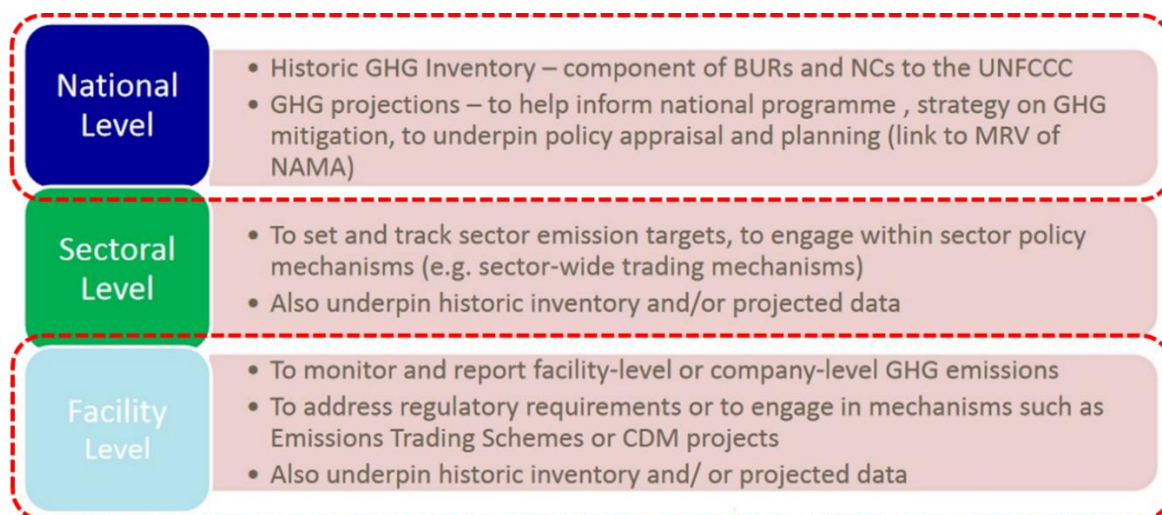 National
Level
• Historic GHG Inventory – component of BURs and NCs to the UNFCCC
• GHG projections – to help inform national programme , strategy on GHG
mitigation, to underpin policy appraisal and planning (link to MRV of
NAMA)
Sectoral
Level
• To set and track sector emission targets, to engage within sector policy
mechanisms (e.g. sector-wide trading mechanisms)
• Also underpin historic inventory and/or projected data
Facility
Level
• To monitor and report facility-level or company-level GHG emissions
• To address regulatory requirements or to engage in mechanisms such as
Emissions Trading Schemes or CDM projects
• Also underpin historic inventory and/ or projected data